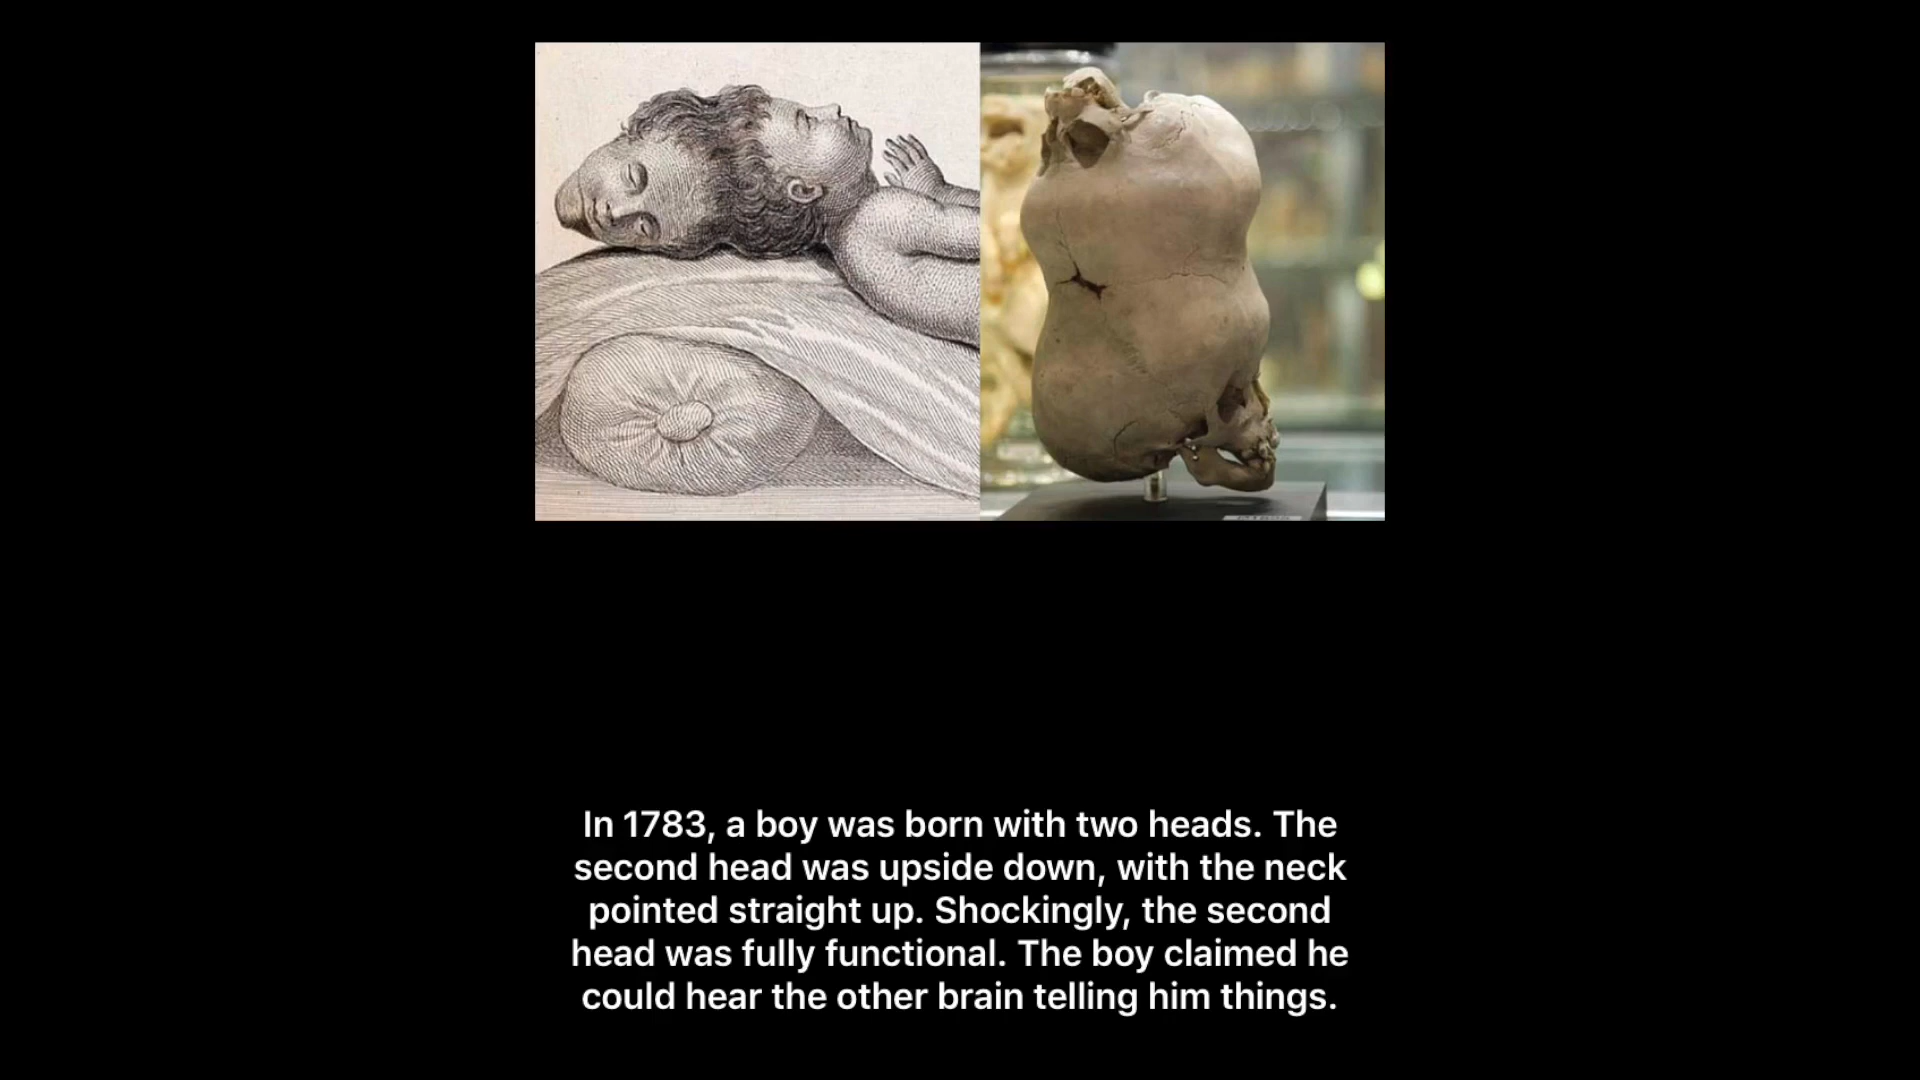 In 1783, a boy was born with two heads. The
second head was upside down, with the neck
pointed straight up. Shockingly, the second
head was fully functional. The boy claimed he
could hear the other brain telling him things.